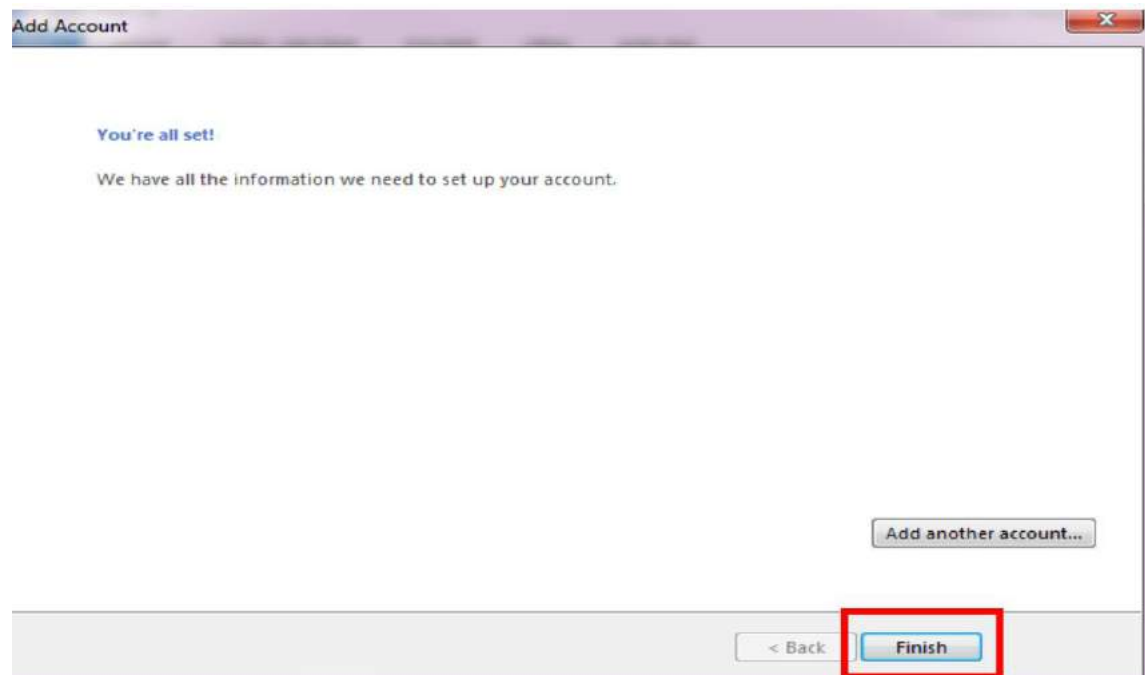 Add Account
You're all set!
We have all the information we need to set up your account.
Add another account...
< Back
Finish